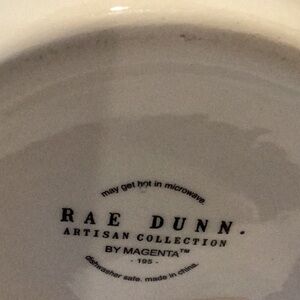 may get hot in microwave.
RAE DUNN.
ARTISAN COLLECTION
BY MAGENTA™
- 195 -
dishwasher safe. made in china.